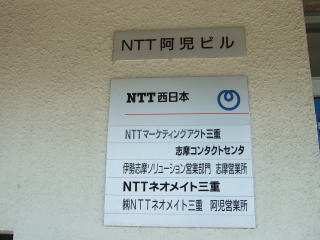 NTT阿児ビル
NTT西日本
NTTマーケティングアクト三重
志摩コンタクトセンタ
伊勢志摩ソリューション営業部門 志摩営業所
NTTネオメイト三重
㈱NTTネオメイト三重 阿児営業所